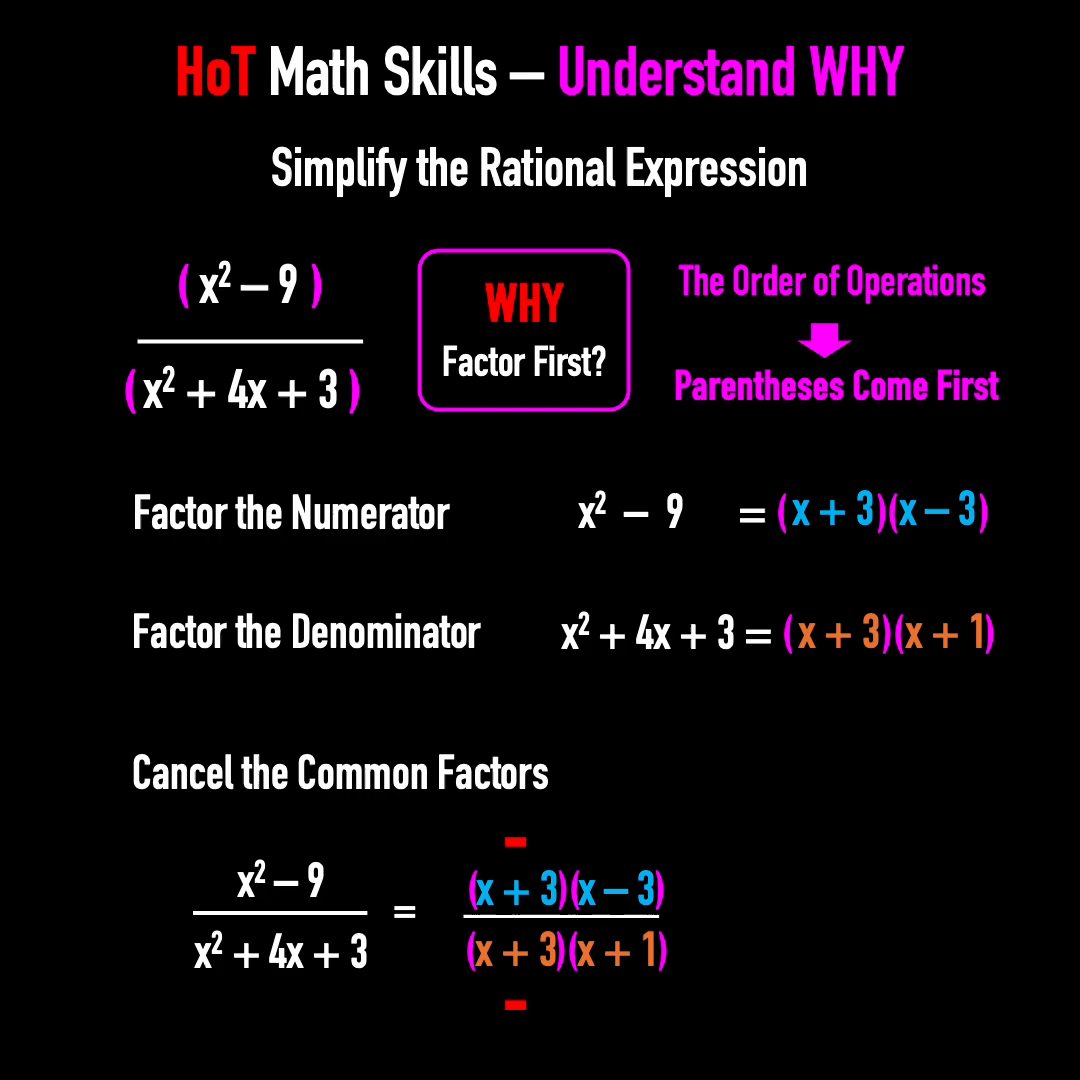 HoT Math Skills – Understand WHY
Simplify the Rational Expression
( x² – 9 )
( x² + 4x + 3 )
WHY
Factor First?
The Order of Operations
Parentheses Come First
Factor the Numerator x² – 9 = (x + 3)(x – 3)
Factor the Denominator x² + 4x + 3 = (x + 3)(x + 1)
Cancel the Common Factors
x² – 9
x² + 4x + 3
=
(x + 3)(x – 3)
(x + 3)(x + 1)